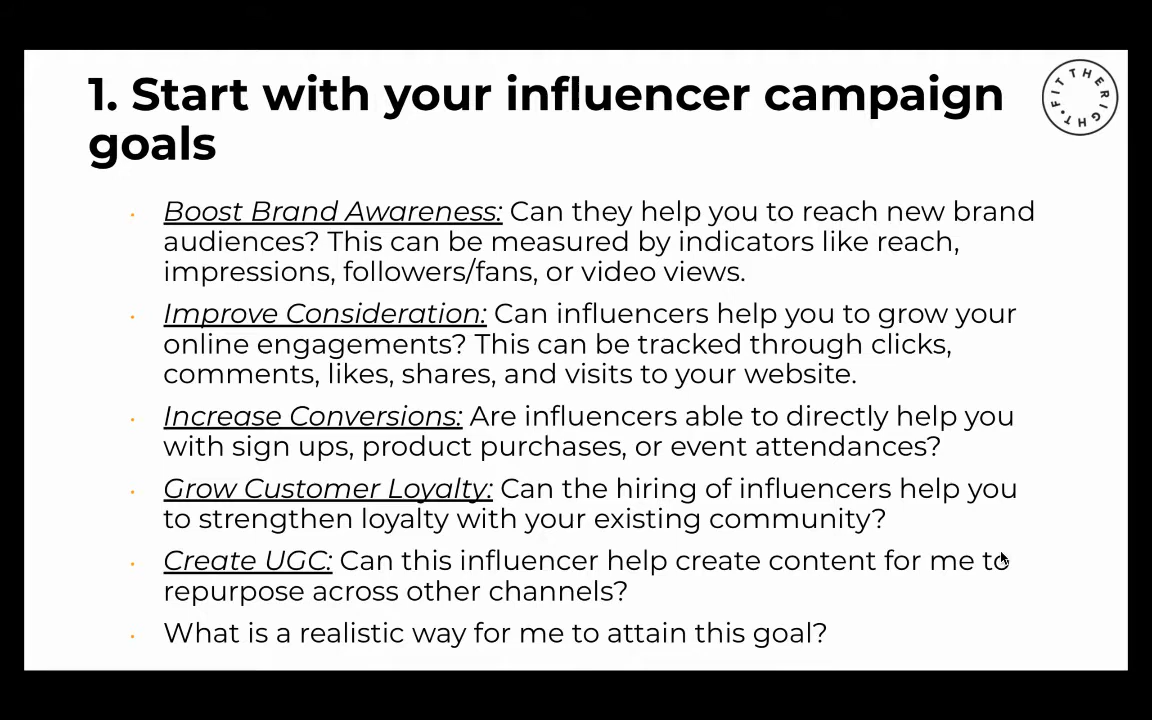 1. Start with your influencer campaign
goals
THE RIGHT FIT
Boost Brand Awareness: Can they help you to reach new brand
audiences? This can be measured by indicators like reach,
impressions, followers/fans, or video views.
Improve Consideration: Can influencers help you to grow your
online engagements? This can be tracked through clicks,
comments, likes, shares, and visits to your website.
Increase Conversions: Are influencers able to directly help you
with sign ups, product purchases, or event attendances?
Grow Customer Loyalty: Can the hiring of influencers help you
to strengthen loyalty with your existing community?
Create UGC: Can this influencer help create content for me to
repurpose across other channels?
What is a realistic way for me to attain this goal?